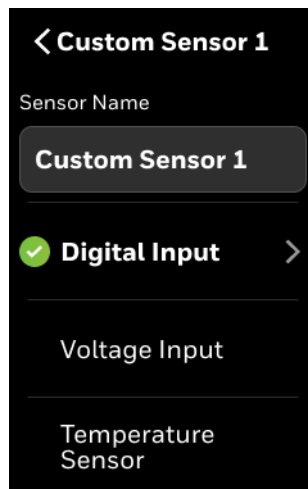 Custom Sensor 1
Sensor Name
Custom Sensor 1
Digital Input
Voltage Input
Temperature
Sensor